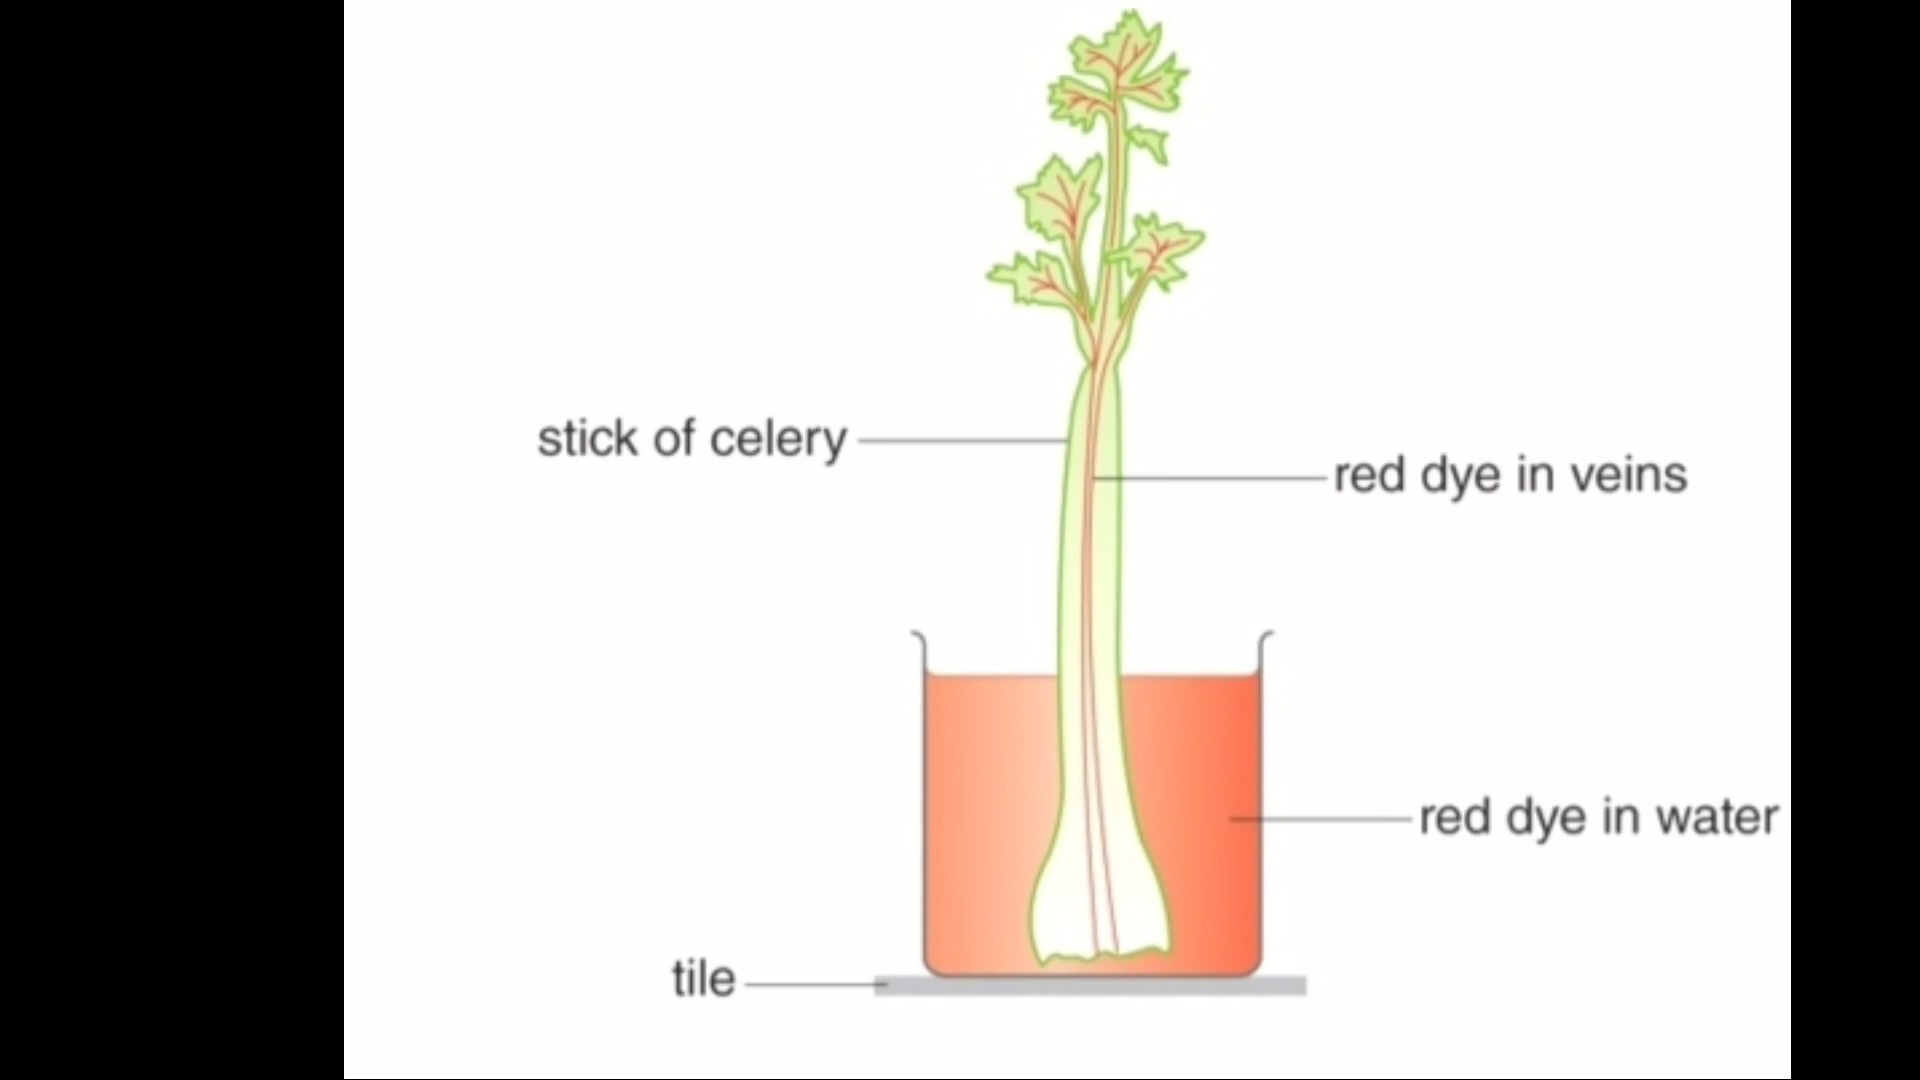 stick of celery
red dye in veins
red dye in water
tile